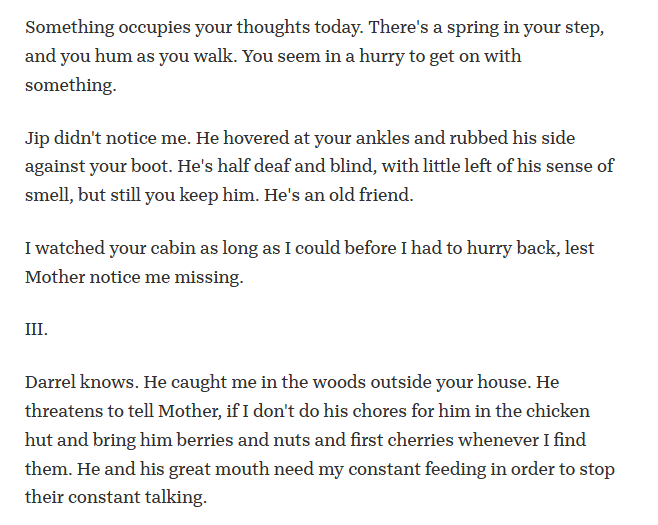 Something occupies your thoughts today. There's a spring in your step,
and you hum as you walk. You seem in a hurry to get on with
something.
Jip didn't notice me. He hovered at your ankles and rubbed his side
against your boot. He's half deaf and blind, with little left of his sense of
smell, but still you keep him. He's an old friend.
I watched your cabin as long as I could before I had to hurry back, lest
Mother notice me missing.
III.
Darrel knows. He caught me in the woods outside your house. He
threatens to tell Mother, if I don't do his chores for him in the chicken
hut and bring him berries and nuts and first cherries whenever I find
them. He and his great mouth need my constant feeding in order to stop
their constant talking.